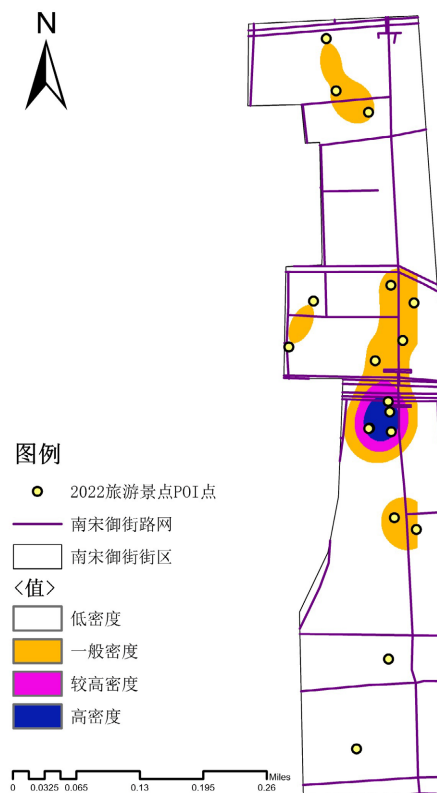 N
图例
2022旅游景点POI点
南宋御街路网
南宋御街街区
<值>
低密度
一般密度
较高密度
高密度
Miles
0 0.0325 0.065 0.13 0.195 0.26